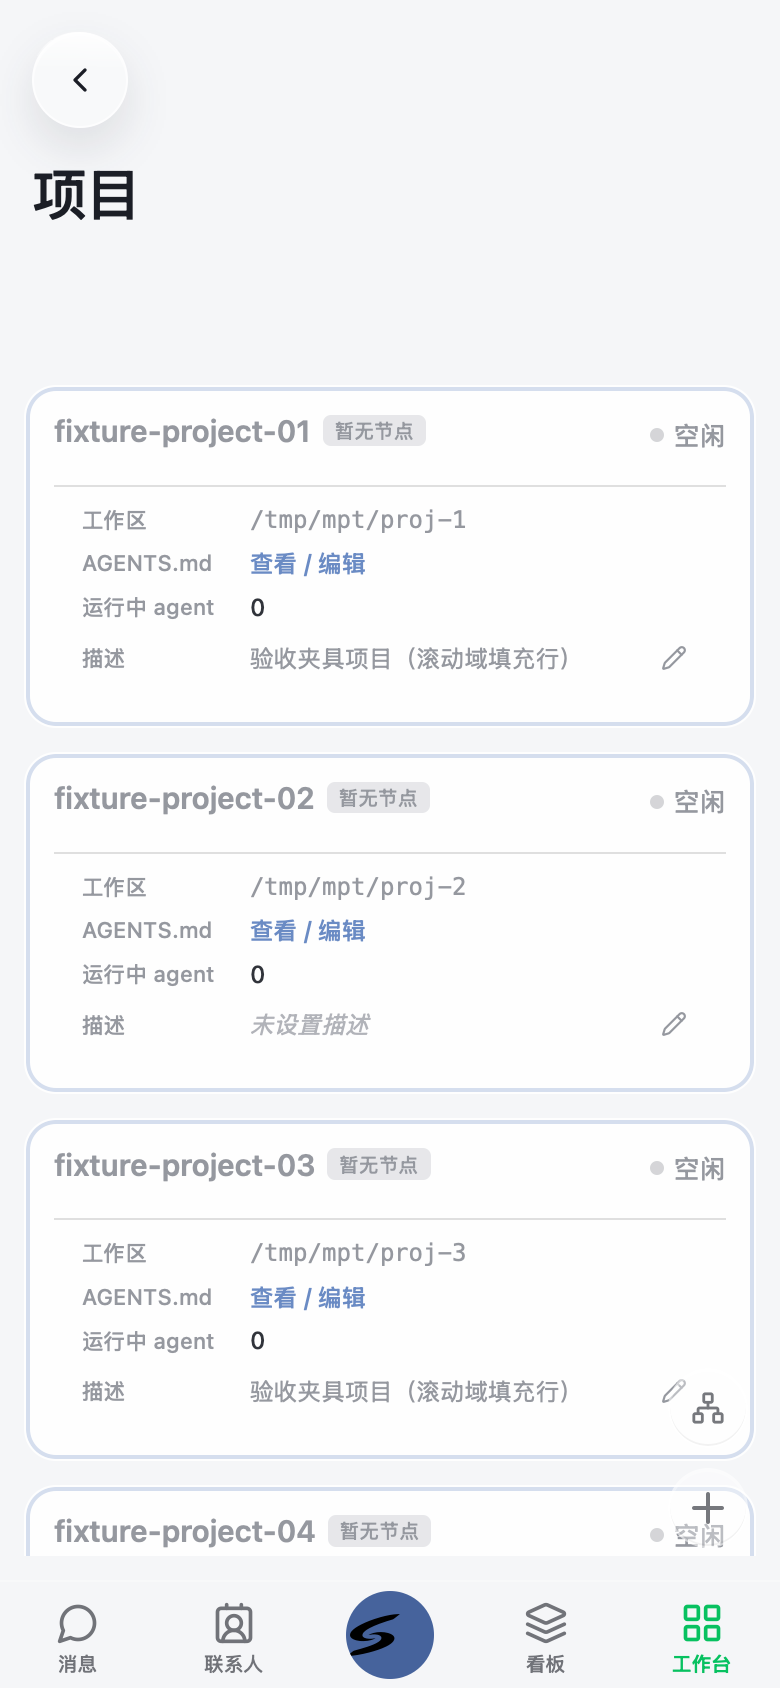 项目
fixture-project-01 暂无节点 空闲
工作区 /tmp/mpt/proj-1
AGENTS.md 查看 / 编辑
运行中 agent 0
描述 验收夹具项目（滚动域填充行）
fixture-project-02 暂无节点 空闲
工作区 /tmp/mpt/proj-2
AGENTS.md 查看 / 编辑
运行中 agent 0
描述 未设置描述
fixture-project-03 暂无节点 空闲
工作区 /tmp/mpt/proj-3
AGENTS.md 查看 / 编辑
运行中 agent 0
描述 验收夹具项目（滚动域填充行）
fixture-project-04 暂无节点 空闲
消息 联系人 看板 工作台